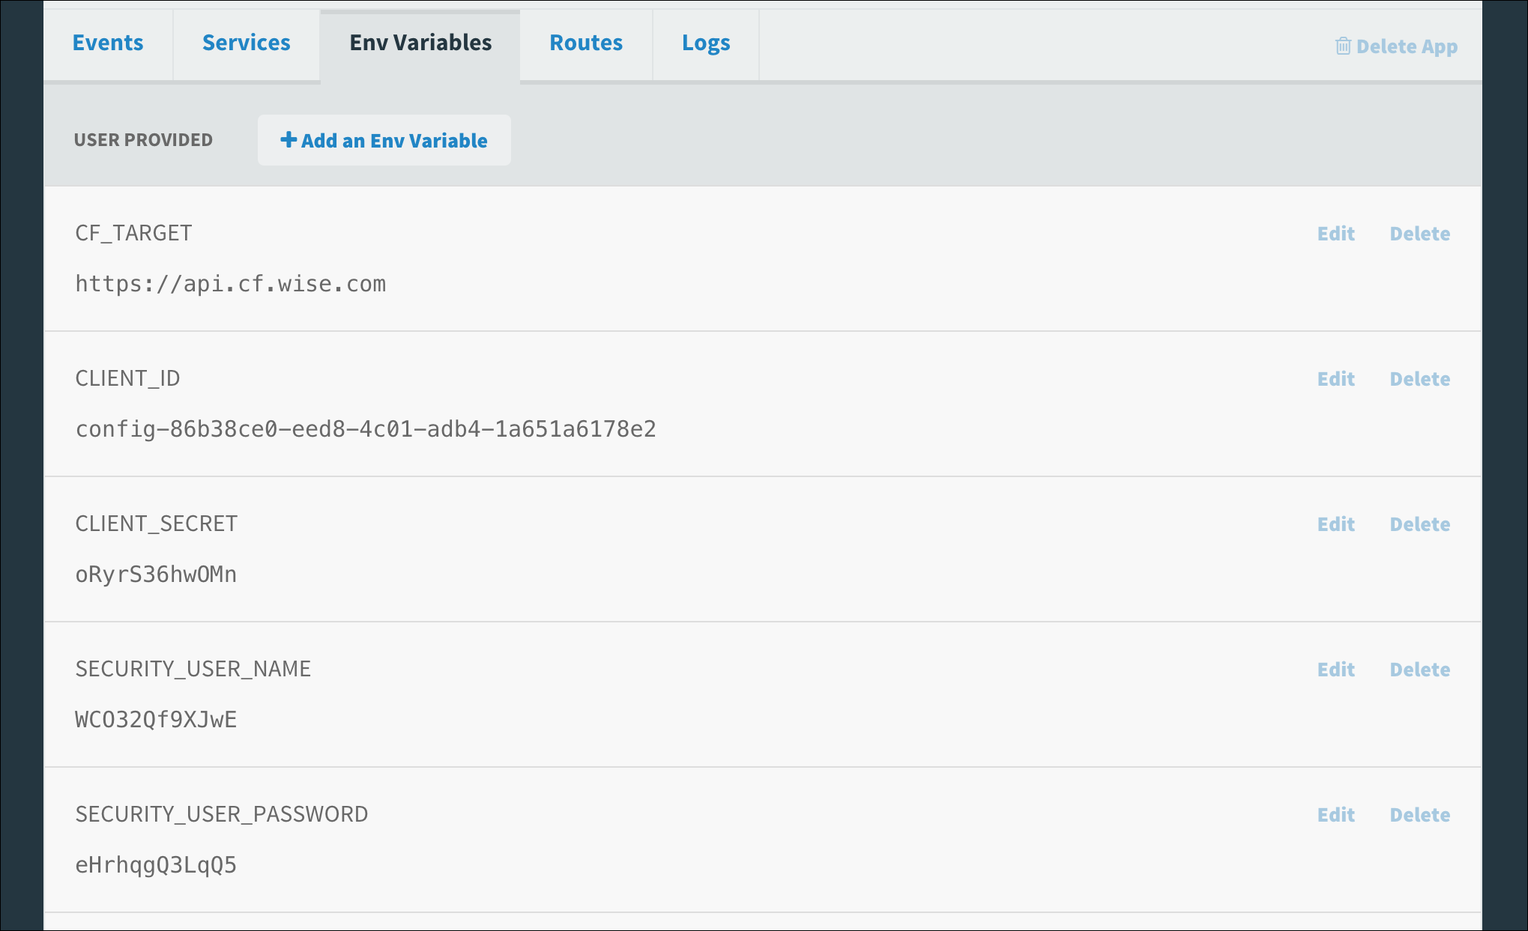 Events Services Env Variables Routes Logs Delete App
USER PROVIDED + Add an Env Variable
CF_TARGET Edit Delete
https://api.cf.wise.com
CLIENT_ID Edit Delete
config-86b38ce0-eed8-4c01-adb4-1a651a6178e2
CLIENT_SECRET Edit Delete
oRyrS36hwOMn
SECURITY_USER_NAME Edit Delete
WCO32Qf9XJwE
SECURITY_USER_PASSWORD Edit Delete
eHrhqgQ3LqQ5